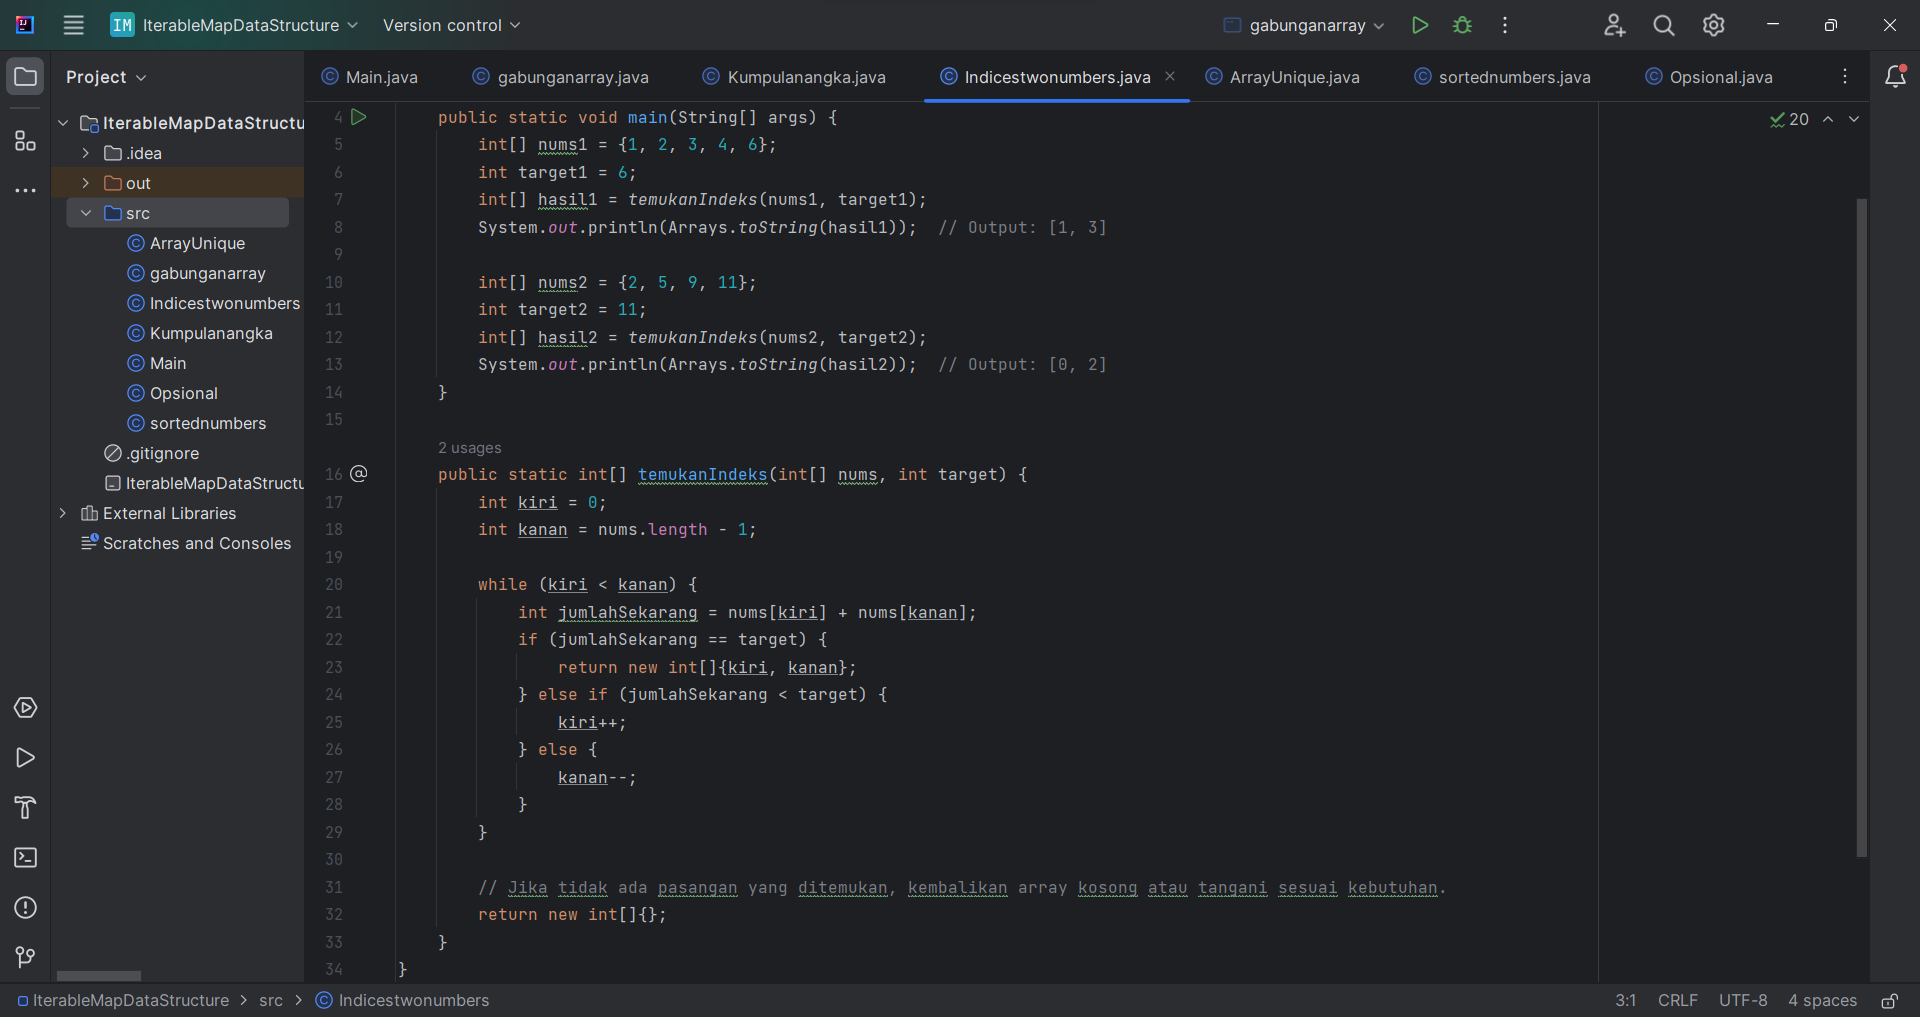 IM IterableMapDataStructure Version control gabunganarray
Project
Main.java gabunganarray.java Kumpulanangka.java Indicestwonumbers.java ArrayUnique.java sortednumbers.java Opsional.java
IterableMapDataStructu
.idea
out
src
ArrayUnique
gabunganarray
Indicestwonumbers
Kumpulanangka
Main
Opsional
sortednumbers
.gitignore
IterableMapDataStructu
External Libraries
Scratches and Consoles
20
4 public static void main(String[] args) {
5 int[] nums1 = {1, 2, 3, 4, 6};
6 int target1 = 6;
7 int[] hasil1 = temukanIndeks(nums1, target1);
8 System.out.println(Arrays.toString(hasil1)); // Output: [1, 3]
9
10 int[] nums2 = {2, 5, 9, 11};
11 int target2 = 11;
12 int[] hasil2 = temukanIndeks(nums2, target2);
13 System.out.println(Arrays.toString(hasil2)); // Output: [0, 2]
14 }
15
2 usages
16 @ public static int[] temukanIndeks(int[] nums, int target) {
17 int kiri = 0;
18 int kanan = nums.length - 1;
19
20 while (kiri < kanan) {
21 int jumlahSekarang = nums[kiri] + nums[kanan];
22 if (jumlahSekarang == target) {
23 return new int[]{kiri, kanan};
24 } else if (jumlahSekarang < target) {
25 kiri++;
26 } else {
27 kanan--;
28 }
29 }
30
31 // Jika tidak ada pasangan yang ditemukan, kembalikan array kosong atau tangani sesuai kebutuhan.
32 return new int[]{};
33 }
34 }
IterableMapDataStructure > src > Indicestwonumbers 3:1 CRLF UTF-8 4 spaces